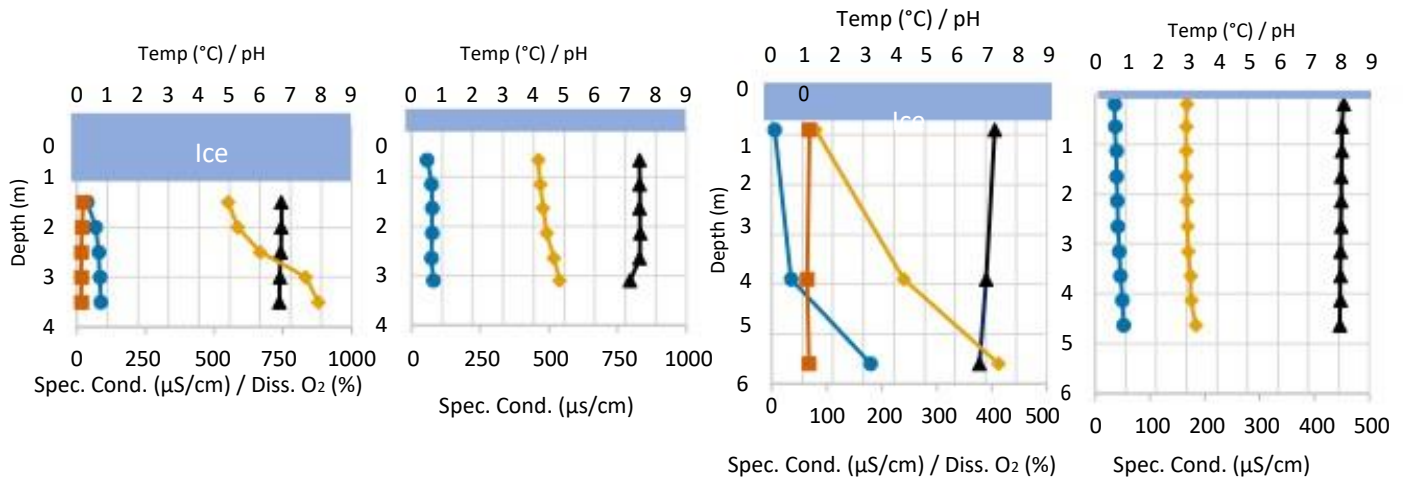 Temp (°C) / pH
0 1 2 3 4 5 6 7 8 9
Ice
0
1
2
3
4
Depth (m)
0 250 500 750 1000
Spec. Cond. (µS/cm) / Diss. O2 (%)
Temp (°C) / pH
0 1 2 3 4 5 6 7 8 9
0
1
2
3
4
0 250 500 750 1000
Spec. Cond. (µs/cm)
Temp (°C) / pH
0 1 2 3 4 5 6 7 8 9
0
0
Ice
1
2
3
4
5
6
Depth (m)
0 100 200 300 400 500
Spec. Cond. (µS/cm) / Diss. O2 (%)
Temp (°C) / pH
0 1 2 3 4 5 6 7 8 9
0
1
2
3
4
5
6
0 100 200 300 400 500
Spec. Cond. (µS/cm)